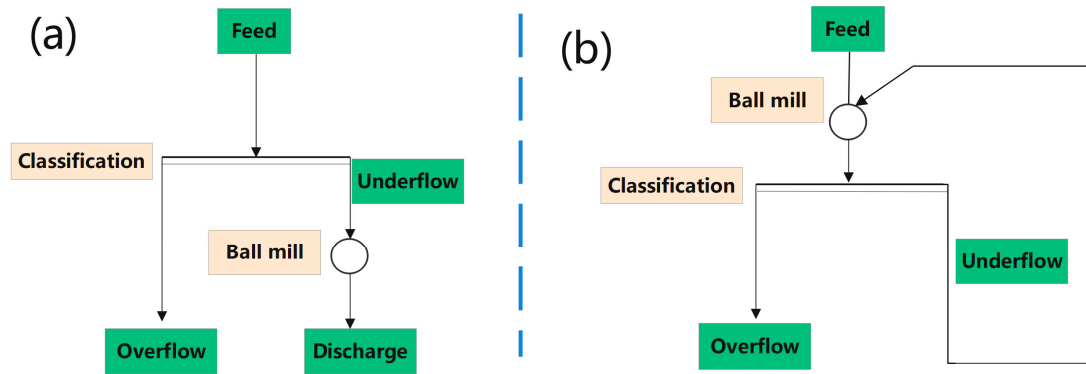 (a)
Feed
Classification
Underflow
Ball mill
Overflow
Discharge
(b)
Feed
Ball mill
Classification
Underflow
Overflow